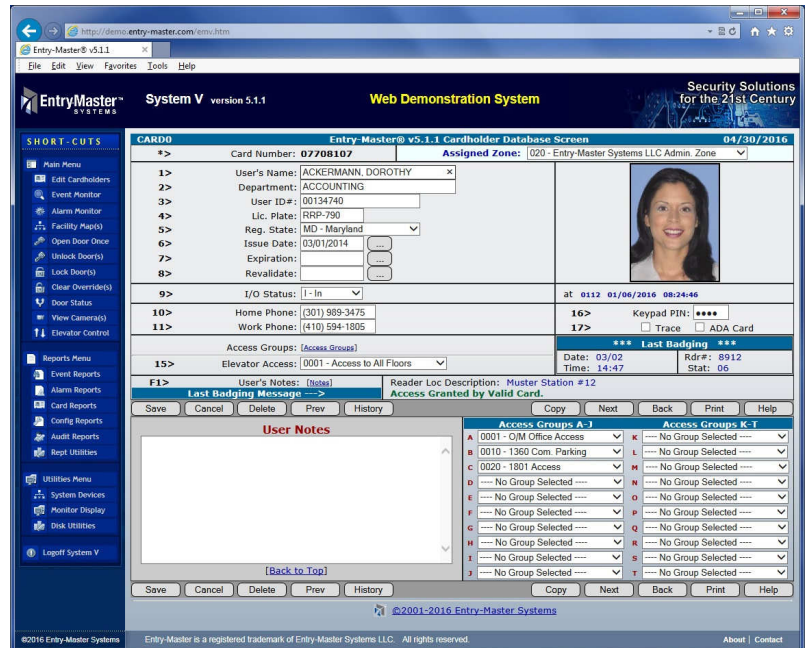 http://demo.entry-master.com/emv.htm
Entry-Master® v5.1.1
File Edit View Favorites Tools Help
EntryMaster™ SYSTEMS
System V version 5.1.1
Web Demonstration System
Security Solutions
for the 21st Century
SHORT-CUTS
Main Menu
Edit Cardholders
Event Monitor
Alarm Monitor
Facility Map(s)
Open Door Once
Unlock Door(s)
Lock Door(s)
Clear Override(s)
Door Status
View Camera(s)
Elevator Control
Reports Menu
Event Reports
Alarm Reports
Card Reports
Config Reports
Audit Reports
Rept Utilities
Utilities Menu
System Devices
Monitor Display
Disk Utilities
Logoff System V
CARD0 Entry-Master® v5.1.1 Cardholder Database Screen 04/30/2016
*> Card Number: 07708107 Assigned Zone: 020 - Entry-Master Systems LLC Admin. Zone
1> User's Name: ACKERMANN, DOROTHY ×
2> Department: ACCOUNTING
3> User ID#: 00134740
4> Lic. Plate: RRP-790
5> Reg. State: MD - Maryland
6> Issue Date: 03/01/2014 ...
7> Expiration: ...
8> Revalidate: ...
9> I/O Status: I - In at 0112 01/06/2016 08:24:46
10> Home Phone: (301) 989-3475 16> Keypad PIN: ●●●●
11> Work Phone: (410) 594-1805 17> Trace ADA Card
Access Groups: [Access Groups] *** Last Badging ***
15> Elevator Access: 0001 - Access to All Floors Date: 03/02 Rdr#: 8912
Time: 14:47 Stat: 06
F1> User's Notes: [Notes] Reader Loc Description: Muster Station #12
Last Badging Message ---> Access Granted by Valid Card.
Save Cancel Delete Prev History Copy Next Back Print Help
User Notes
[Back to Top]
Access Groups A-J Access Groups K-T
A 0001 - O/M Office Access K ---- No Group Selected ----
B 0010 - 1360 Com. Parking L ---- No Group Selected ----
C 0020 - 1801 Access M ---- No Group Selected ----
D ---- No Group Selected ---- N ---- No Group Selected ----
E ---- No Group Selected ---- O ---- No Group Selected ----
F ---- No Group Selected ---- P ---- No Group Selected ----
G ---- No Group Selected ---- Q ---- No Group Selected ----
H ---- No Group Selected ---- R ---- No Group Selected ----
I ---- No Group Selected ---- S ---- No Group Selected ----
J ---- No Group Selected ---- T ---- No Group Selected ----
Save Cancel Delete Prev History Copy Next Back Print Help
©2001-2016 Entry-Master Systems
©2016 Entry-Master Systems Entry-Master is a registered trademark of Entry-Master Systems LLC. All rights reserved. About | Contact